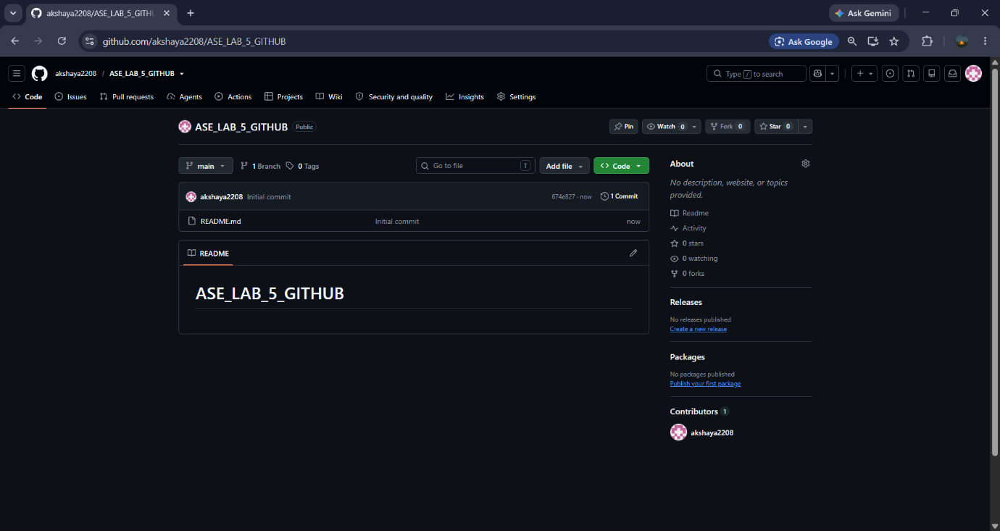 akshaya2208/ASE_LAB_5_GITHU
Ask Gemini
github.com/akshaya2208/ASE_LAB_5_GITHUB
Ask Google
akshaya2208 / ASE_LAB_5_GITHUB
Type / to search
Code Issues Pull requests Agents Actions Projects Wiki Security and quality Insights Settings
ASE_LAB_5_GITHUB Public
Pin Watch 0 Fork 0 Star 0
main 1 Branch 0 Tags Go to file T Add file Code
akshaya2208 Initial commit 674e827 · now 1 Commit
README.md Initial commit now
README
ASE_LAB_5_GITHUB
About
No description, website, or topics
provided.
Readme
Activity
0 stars
0 watching
0 forks
Releases
No releases published
Create a new release
Packages
No packages published
Publish your first package
Contributors 1
akshaya2208